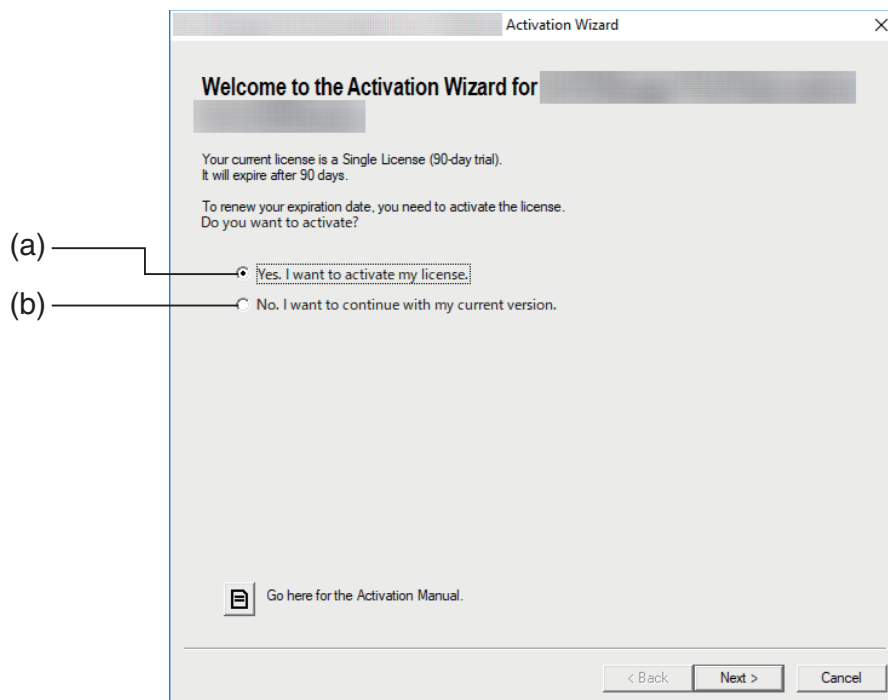 Activation Wizard
Welcome to the Activation Wizard for
Your current license is a Single License (90-day trial).
It will expire after 90 days.
To renew your expiration date, you need to activate the license.
Do you want to activate?
(a)
Yes. I want to activate my license.
(b)
No. I want to continue with my current version.
Go here for the Activation Manual.
< Back
Next >
Cancel